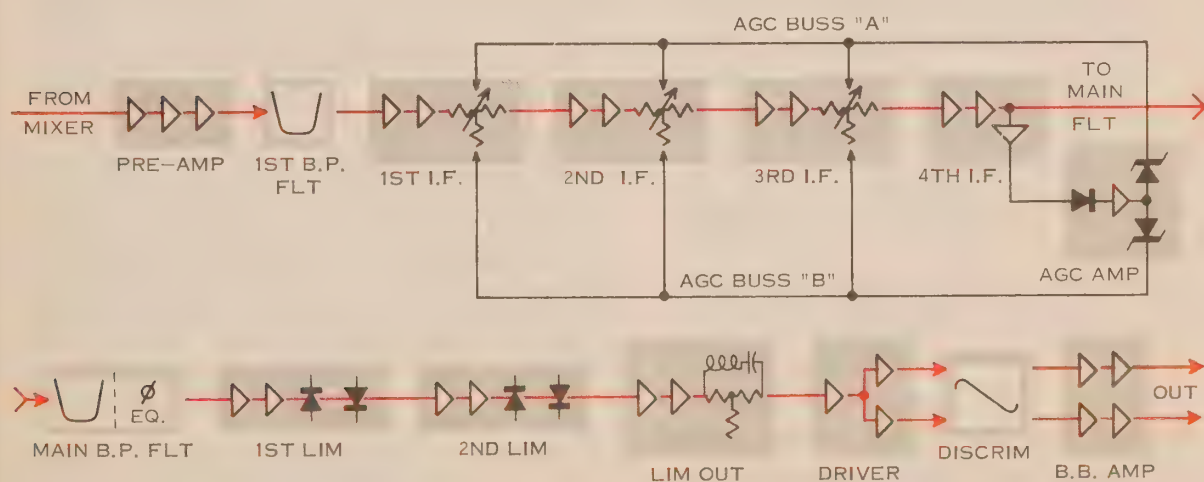 AGC BUSS "A"
FROM
MIXER
TO
MAIN
FLT
PRE-AMP
1ST B.P.
FLT
1ST I.F.
2ND I.F.
3RD I.F.
4TH I.F.
AGC AMP
AGC BUSS "B"
ø
EQ.
OUT
MAIN B.P. FLT
1ST LIM
2ND LIM
LIM OUT
DRIVER
DISCRIM
B.B. AMP